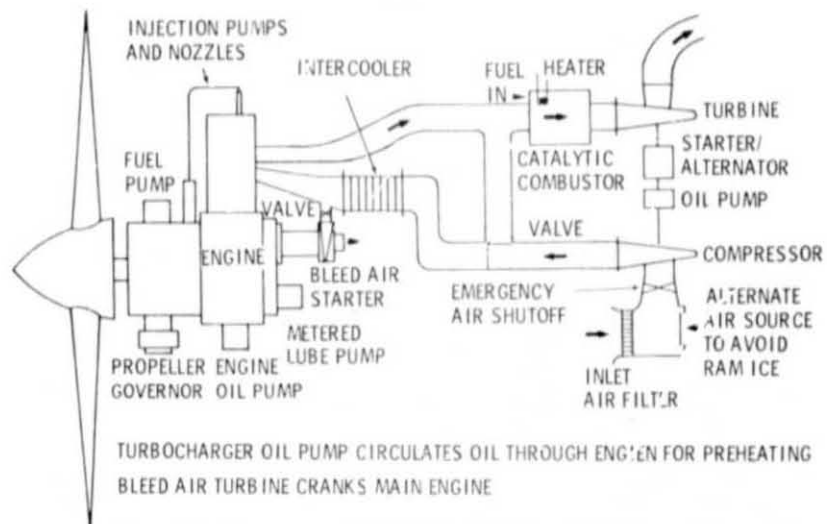 INJECTION PUMPS
AND NOZZLES
INTERCOOLER
FUEL
IN
HEATER
TURBINE
FUEL
PUMP
CATALYTIC
COMBUSTOR
STARTER/
ALTERNATOR
OIL PUMP
VALVE
VALVE
ENGINE
COMPRESSOR
BLEED AIR
STARTER
EMERGENCY
AIR SHUTOFF
ALTERNATE
AIR SOURCE
TO AVOID
RAM ICE
METERED
LUBE PUMP
PROPELLER
GOVERNOR
ENGINE
OIL PUMP
INLET
AIR FILTER
TURBOCHARGER OIL PUMP CIRCULATES OIL THROUGH ENGIEN FOR PREHEATING
BLEED AIR TURBINE CRANKS MAIN ENGINE